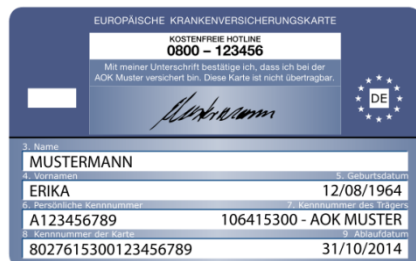 EUROPÄISCHE KRANKENVERSICHERUNGSKARTE
KOSTENFREIE HOTLINE
0800 – 123456
Mit meiner Unterschrift bestätige ich, dass ich bei der
AOK Muster versichert bin. Diese Karte ist nicht übertragbar.
Mustermann
DE
3. Name
MUSTERMANN
4. Vornamen 5. Geburtsdatum
ERIKA 12/08/1964
6. Persönliche Kennnummer 7. Kennnummer des Trägers
A123456789 106415300 - AOK MUSTER
8 Kennnummer der Karte 9 Ablaufdatum
8027615300123456789 31/10/2014